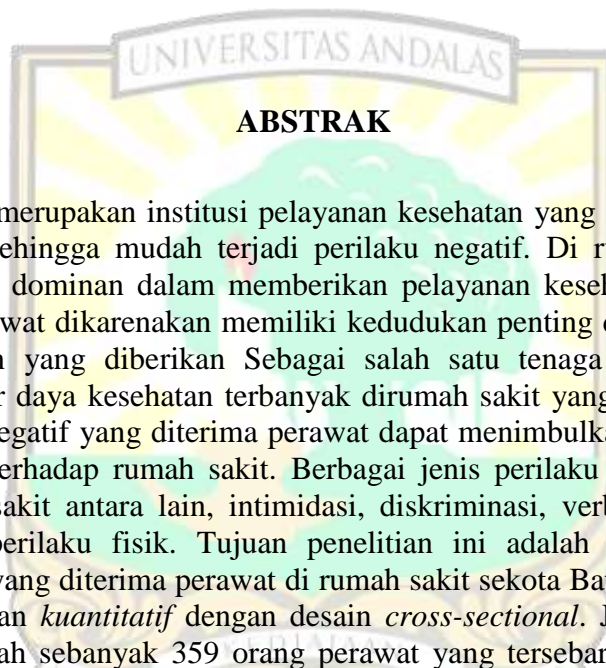 UNIVERSITAS ANDALAS
ABSTRAK
merupakan institusi pelayanan kesehatan yang
ehingga mudah terjadi perilaku negatif. Di r
dominan dalam memberikan pelayanan keseh
wat dikarenakan memiliki kedudukan penting
yang diberikan Sebagai salah satu tenaga
r daya kesehatan terbanyak dirumah sakit yang
egatif yang diterima perawat dapat menimbulka
erhadap rumah sakit. Berbagai jenis perilaku
sakit antara lain, intimidasi, diskriminasi, verb
perilaku fisik. Tujuan penelitian ini adalah
yang diterima perawat di rumah sakit sekota Bat
an kuantitatif dengan desain cross-sectional. J
ah sebanyak 359 orang perawat yang tersebar